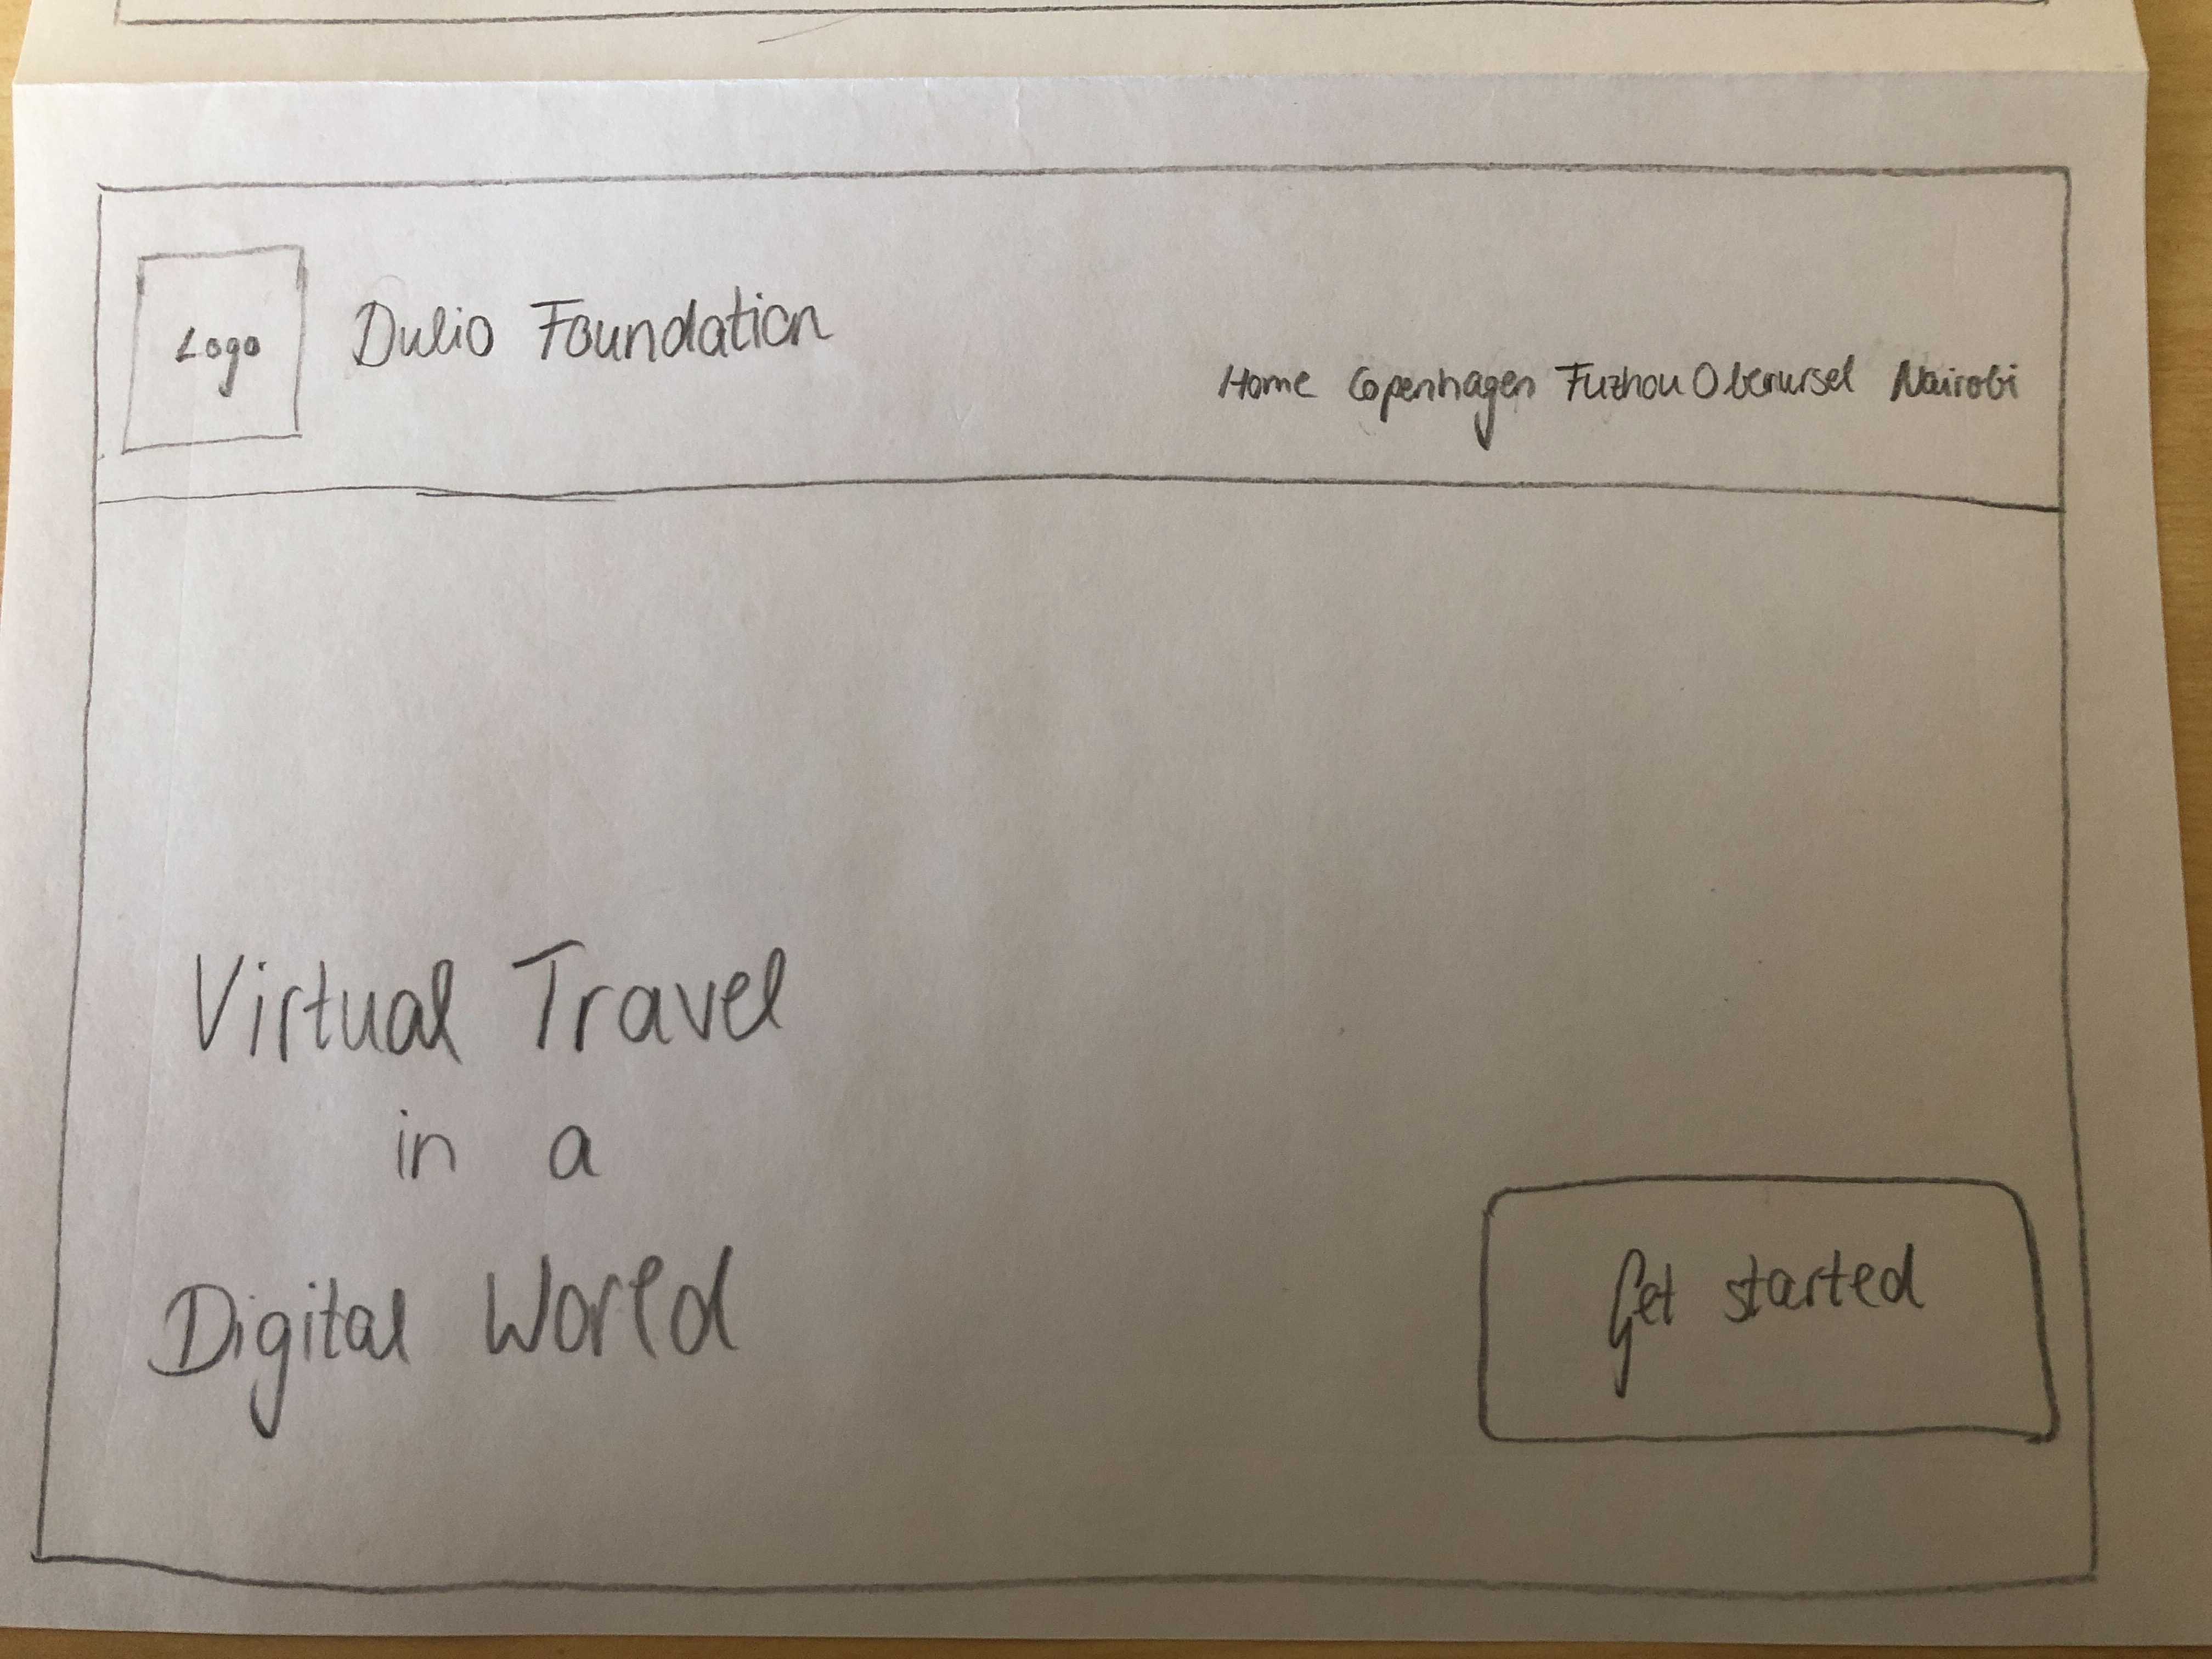 Logo
Dulio Foundation
Home Copenhagen Fuzhou Oberursel Nairobi
Virtual Travel
in a
Digital World
Get started